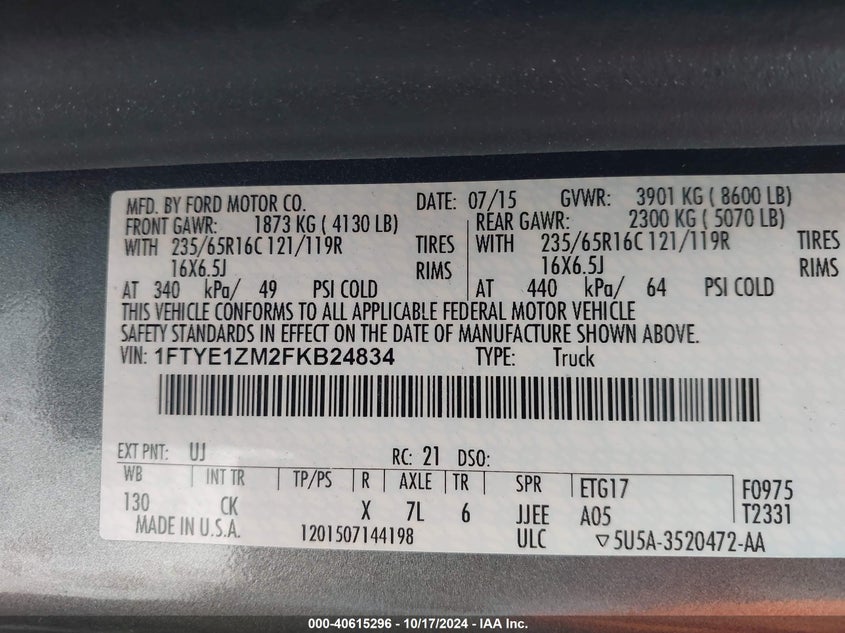 MFD. BY FORD MOTOR CO. DATE: 07/15 GVWR: 3901 KG ( 8600 LB)
FRONT GAWR: 1873 KG ( 4130 LB) REAR GAWR: 2300 KG ( 5070 LB)
WITH 235/65R16C 121/119R TIRES WITH 235/65R16C 121/119R TIRES
16X6.5J RIMS 16X6.5J RIMS
AT 340 kPa/ 49 PSI COLD AT 440 kPa/ 64 PSI COLD
THIS VEHICLE CONFORMS TO ALL APPLICABLE FEDERAL MOTOR VEHICLE
SAFETY STANDARDS IN EFFECT ON THE DATE OF MANUFACTURE SHOWN ABOVE.
VIN: 1FTYE1ZM2FKB24834 TYPE: Truck
EXT PNT: UJ RC: 21 DSO:
WB INT TR TP/PS R AXLE TR SPR ETG17 F0975
130 CK X 7L 6 JJEE A05 T2331
MADE IN U.S.A. 1201507144198 ULC ▽5U5A-3520472-AA
000-40615296 - 10/17/2024 - IAA Inc.